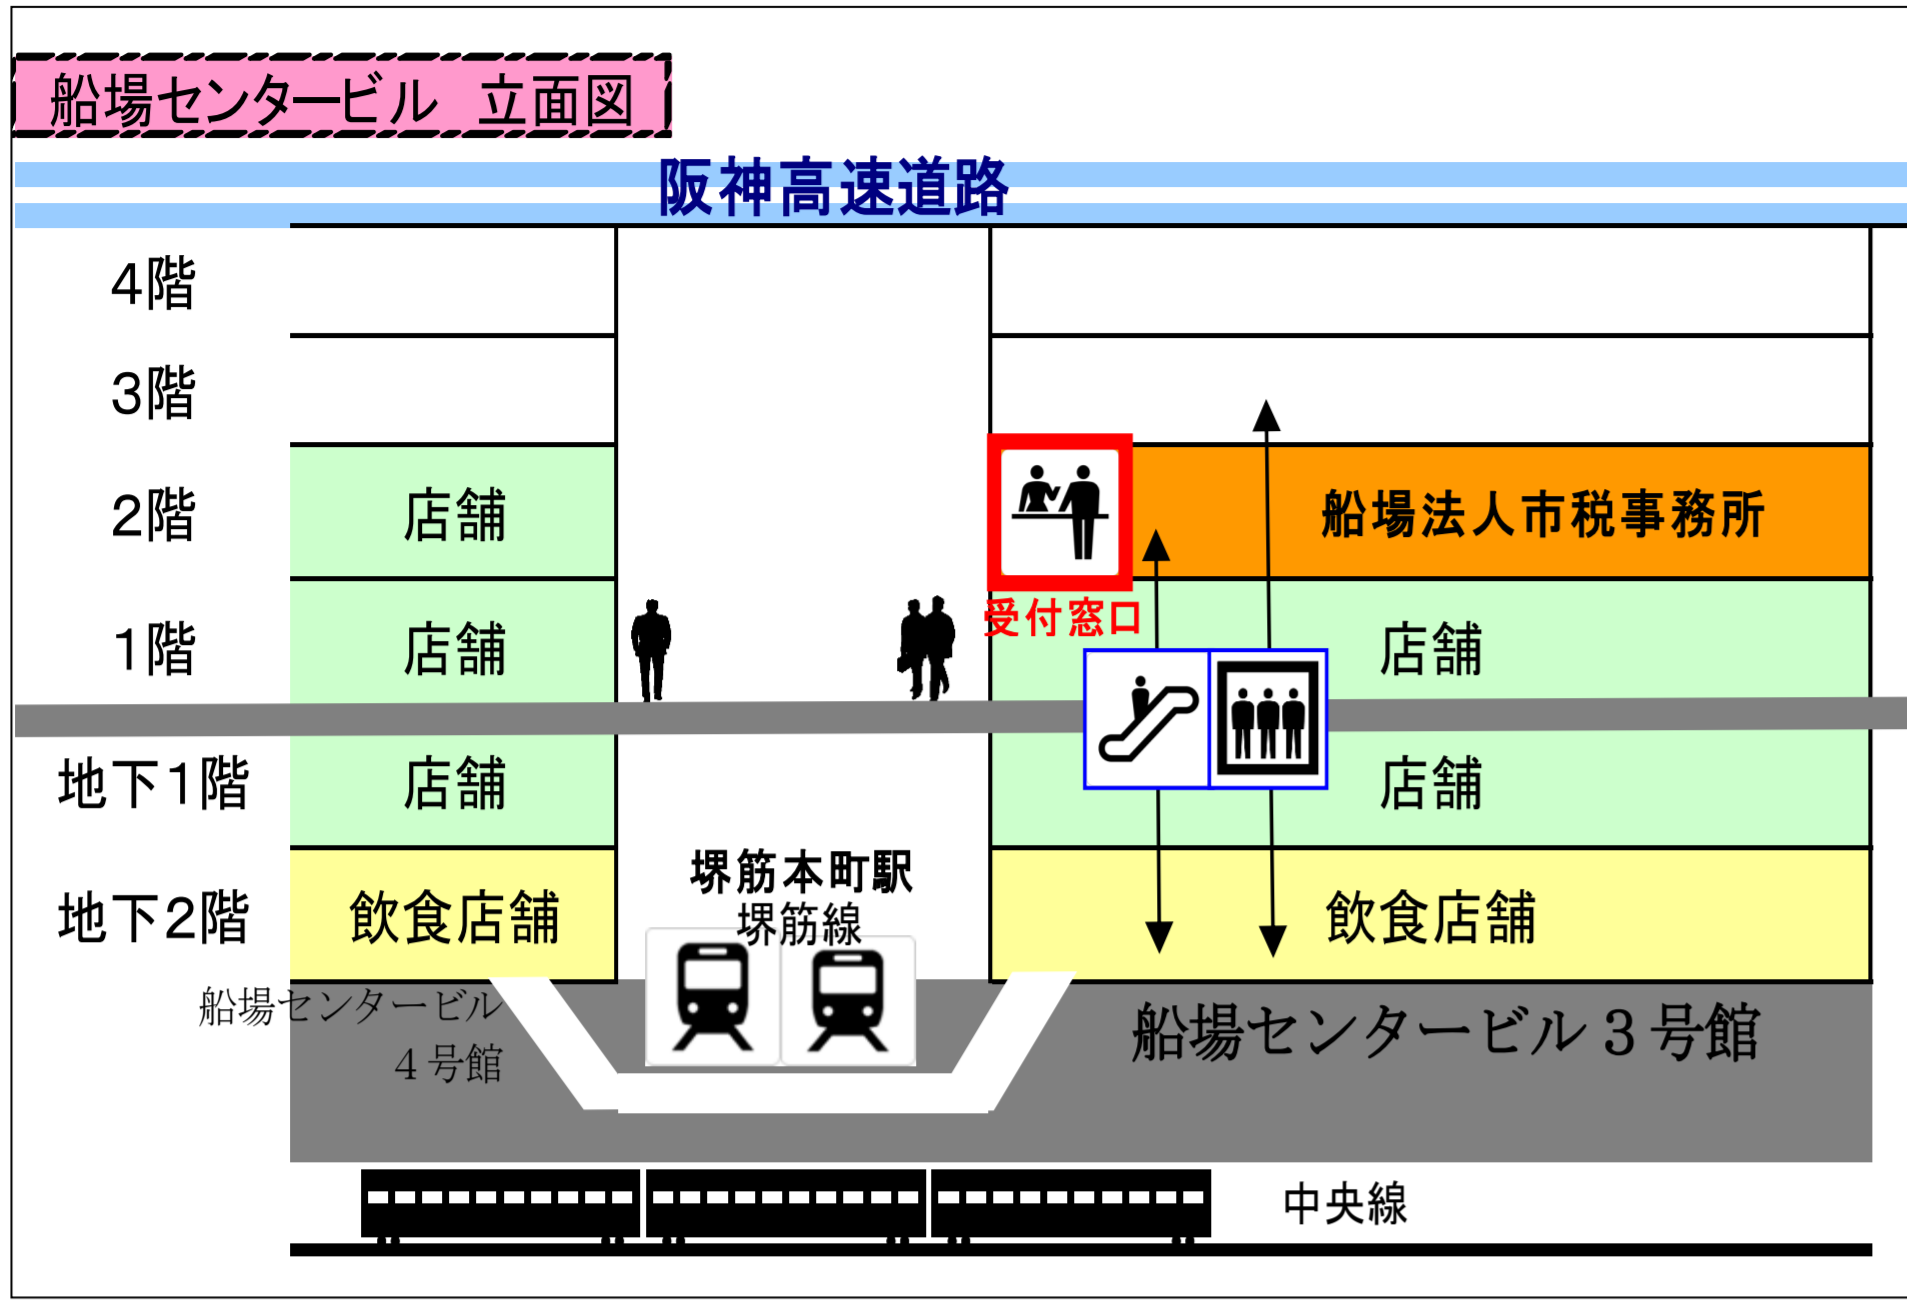 船場センタービル　立面図
阪神高速道路
4階
3階
2階
店舗
船場法人市税事務所
受付窓口
1階
店舗
店舗
地下1階
店舗
店舗
地下2階
飲食店舗
堺筋本町駅
堺筋線
飲食店舗
船場センタービル
４号館
船場センタービル３号館
中央線